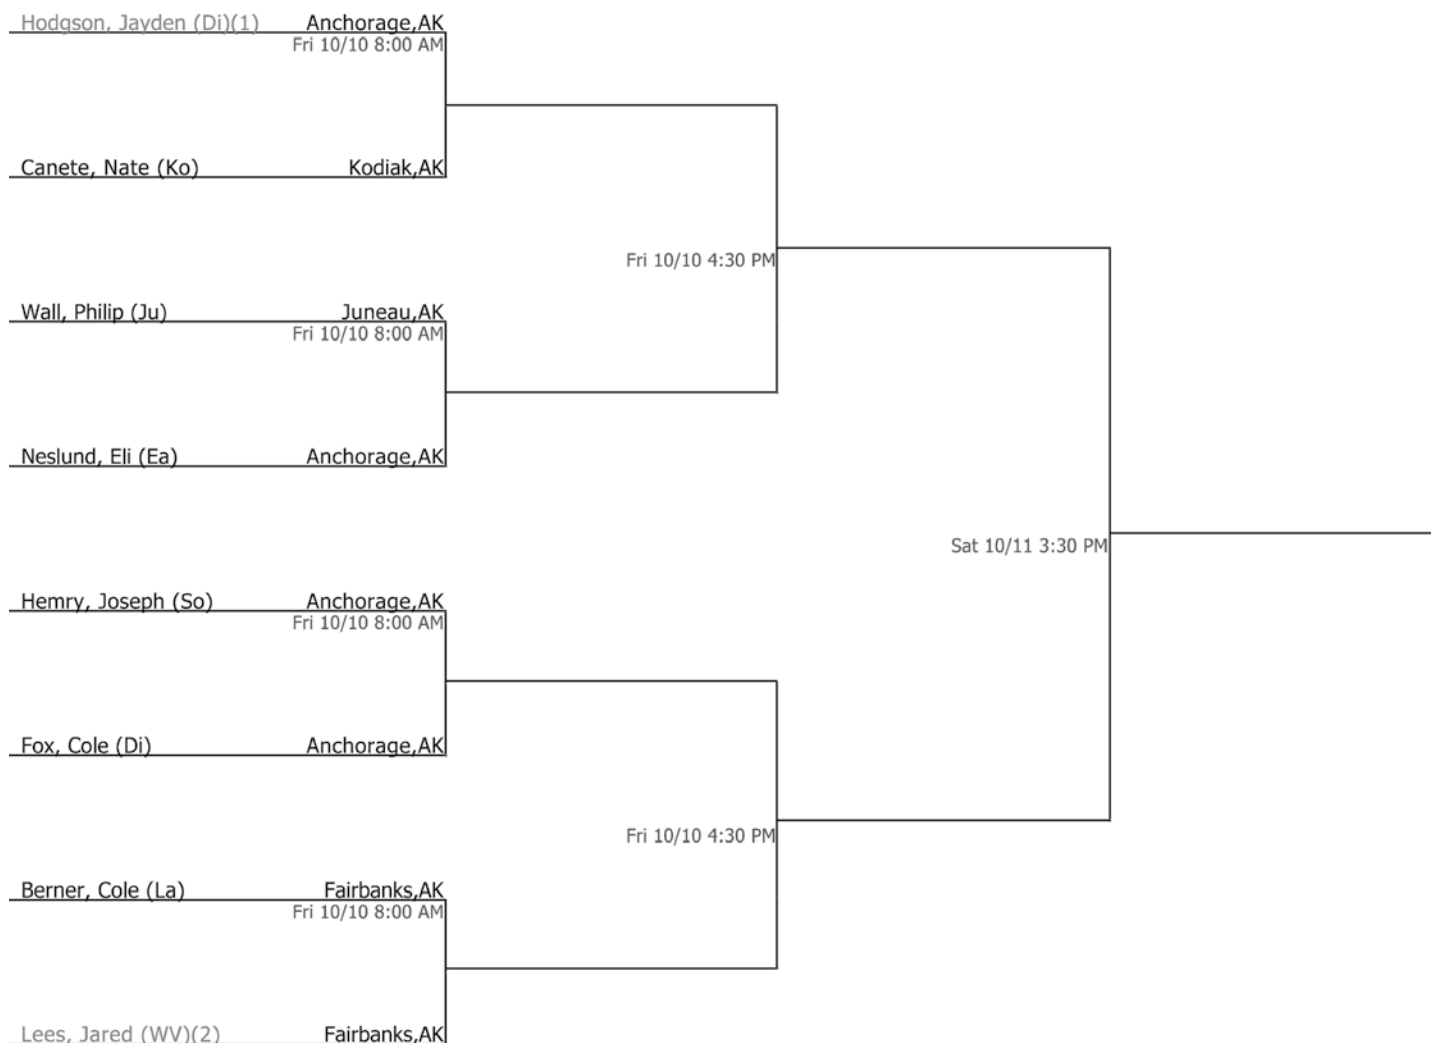 Hodgson, Jayden (Di)(1) Anchorage,AK
Fri 10/10 8:00 AM
Canete, Nate (Ko) Kodiak,AK
Fri 10/10 4:30 PM
Wall, Philip (Ju) Juneau,AK
Fri 10/10 8:00 AM
Neslund, Eli (Ea) Anchorage,AK
Sat 10/11 3:30 PM
Hemry, Joseph (So) Anchorage,AK
Fri 10/10 8:00 AM
Fox, Cole (Di) Anchorage,AK
Fri 10/10 4:30 PM
Berner, Cole (La) Fairbanks,AK
Fri 10/10 8:00 AM
Lees, Jared (WV)(2) Fairbanks,AK